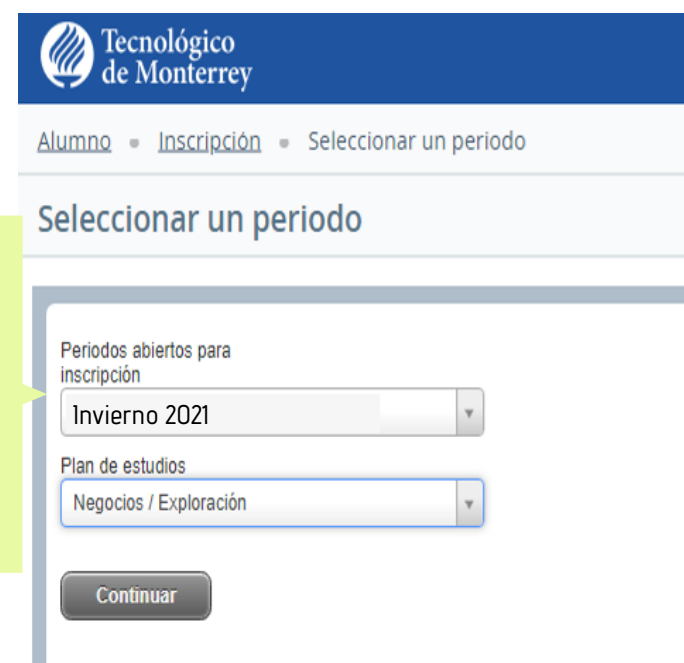 Tecnológico
de Monterrey
Alumno Inscripción Seleccionar un periodo
Seleccionar un periodo
Periodos abiertos para
inscripción
Invierno 2021
Plan de estudios
Negocios / Exploración
Continuar